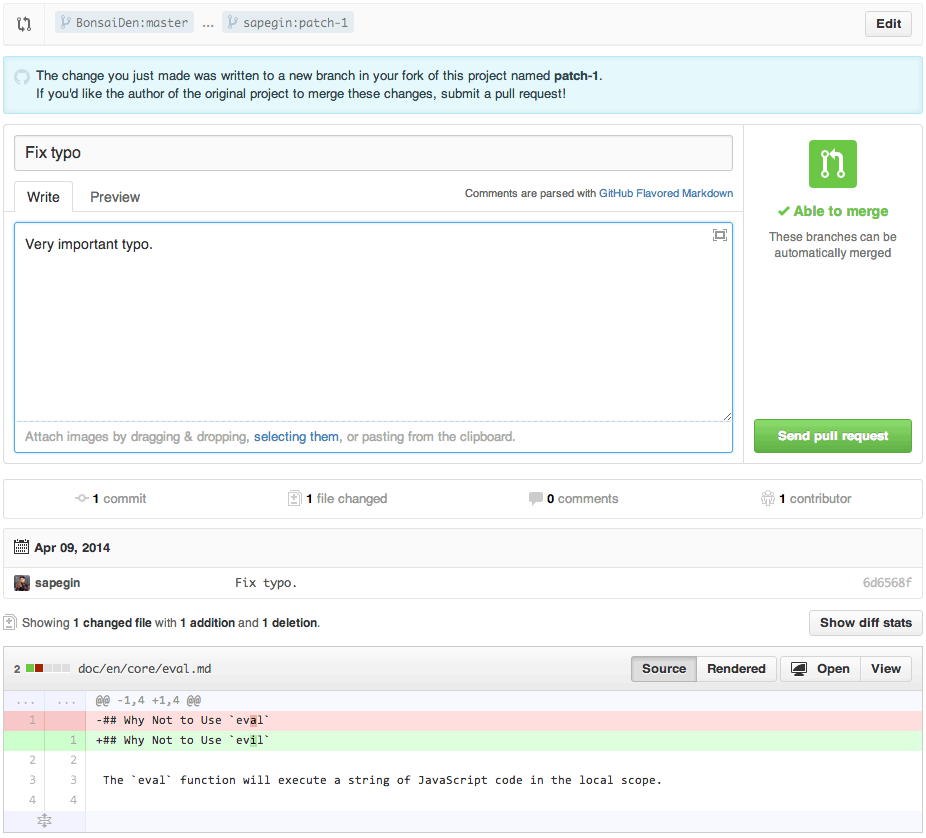 BonsaiDen:master ... sapegin:patch-1 Edit
The change you just made was written to a new branch in your fork of this project named patch-1.
If you'd like the author of the original project to merge these changes, submit a pull request!
Fix typo
Write Preview Comments are parsed with GitHub Flavored Markdown
Very important typo.
Attach images by dragging & dropping, selecting them, or pasting from the clipboard.
✔ Able to merge
These branches can be
automatically merged
Send pull request
1 commit 1 file changed 0 comments 1 contributor
Apr 09, 2014
sapegin Fix typo. 6d6568f
Showing 1 changed file with 1 addition and 1 deletion. Show diff stats
2 doc/en/core/eval.md Source Rendered Open View
... ... @@ -1,4 +1,4 @@
1 -## Why Not to Use `eval`
1 +## Why Not to Use `evil`
2 2
3 3 The `eval` function will execute a string of JavaScript code in the local scope.
4 4